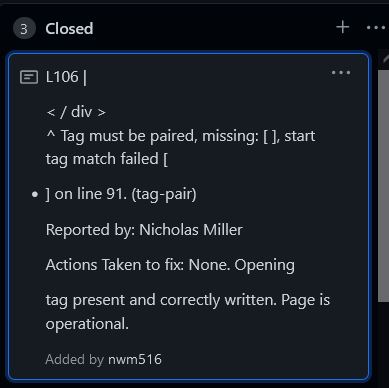 3 Closed
L106 |
< / div >
^ Tag must be paired, missing: [ ], start
tag match failed [
• ] on line 91. (tag-pair)
Reported by: Nicholas Miller
Actions Taken to fix: None. Opening
tag present and correctly written. Page is
operational.
Added by nwm516